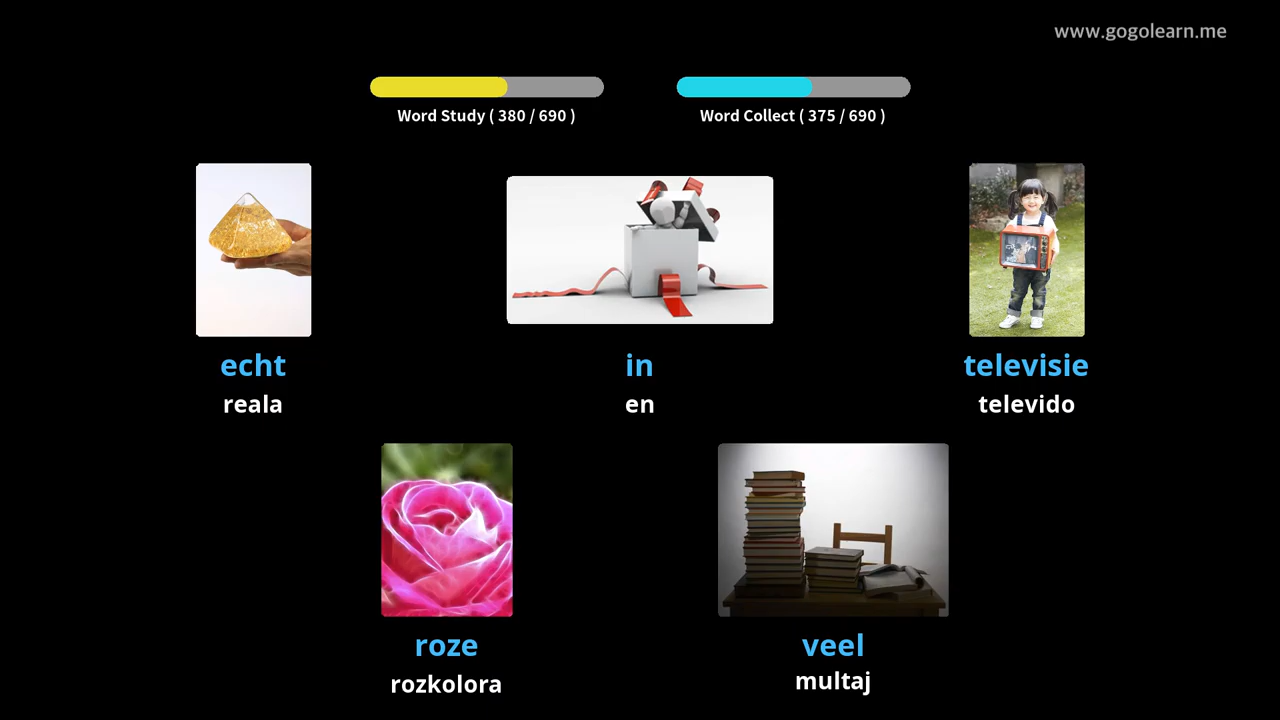 www.gogolearn.me
Word Study ( 380 / 690 )
Word Collect ( 375 / 690 )
echt
reala
in
en
televisie
televido
roze
rozkolora
veel
multaj